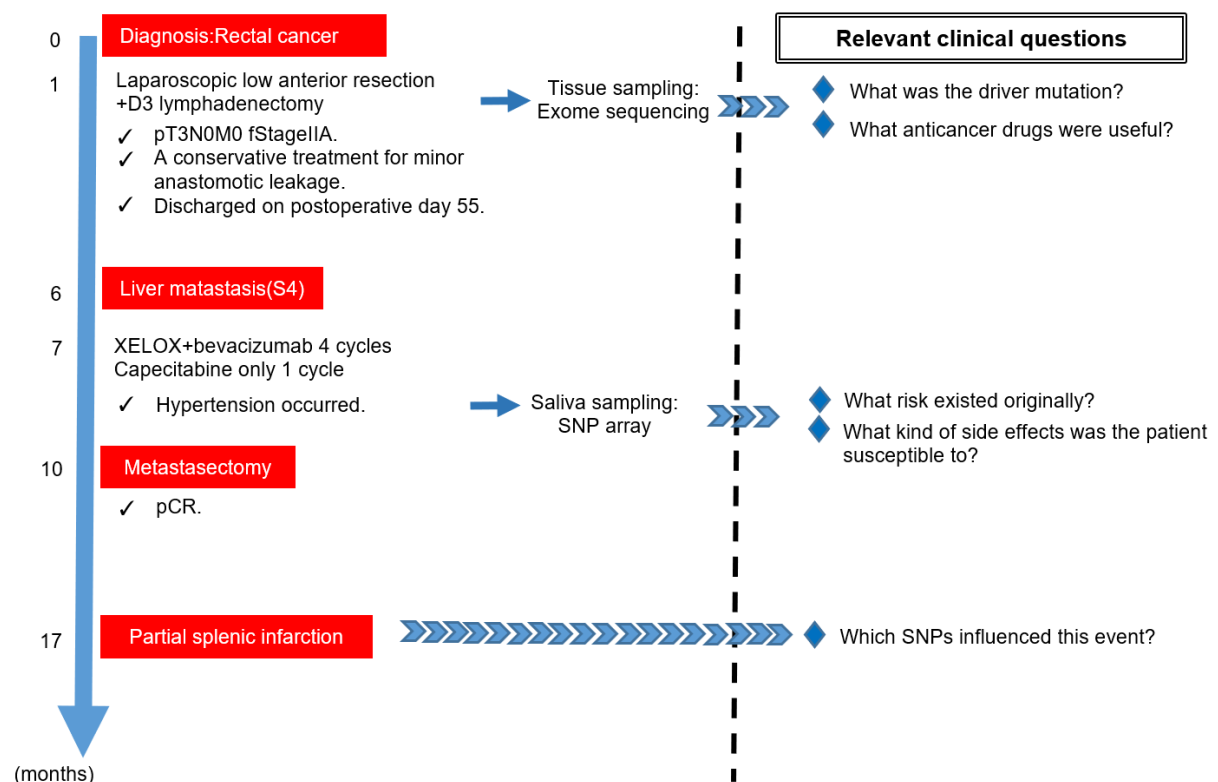 0
Diagnosis:Rectal cancer
Relevant clinical questions
1
Laparoscopic low anterior resection
+D3 lymphadenectomy
✓ pT3N0M0 fStageIIA.
✓ A conservative treatment for minor
anastomotic leakage.
✓ Discharged on postoperative day 55.
Tissue sampling:
Exome sequencing
What was the driver mutation?
What anticancer drugs were useful?
6
Liver matastasis(S4)
7
XELOX+bevacizumab 4 cycles
Capecitabine only 1 cycle
✓ Hypertension occurred.
Saliva sampling:
SNP array
What risk existed originally?
What kind of side effects was the patient
susceptible to?
10
Metastasectomy
✓ pCR.
17
Partial splenic infarction
Which SNPs influenced this event?
(months)